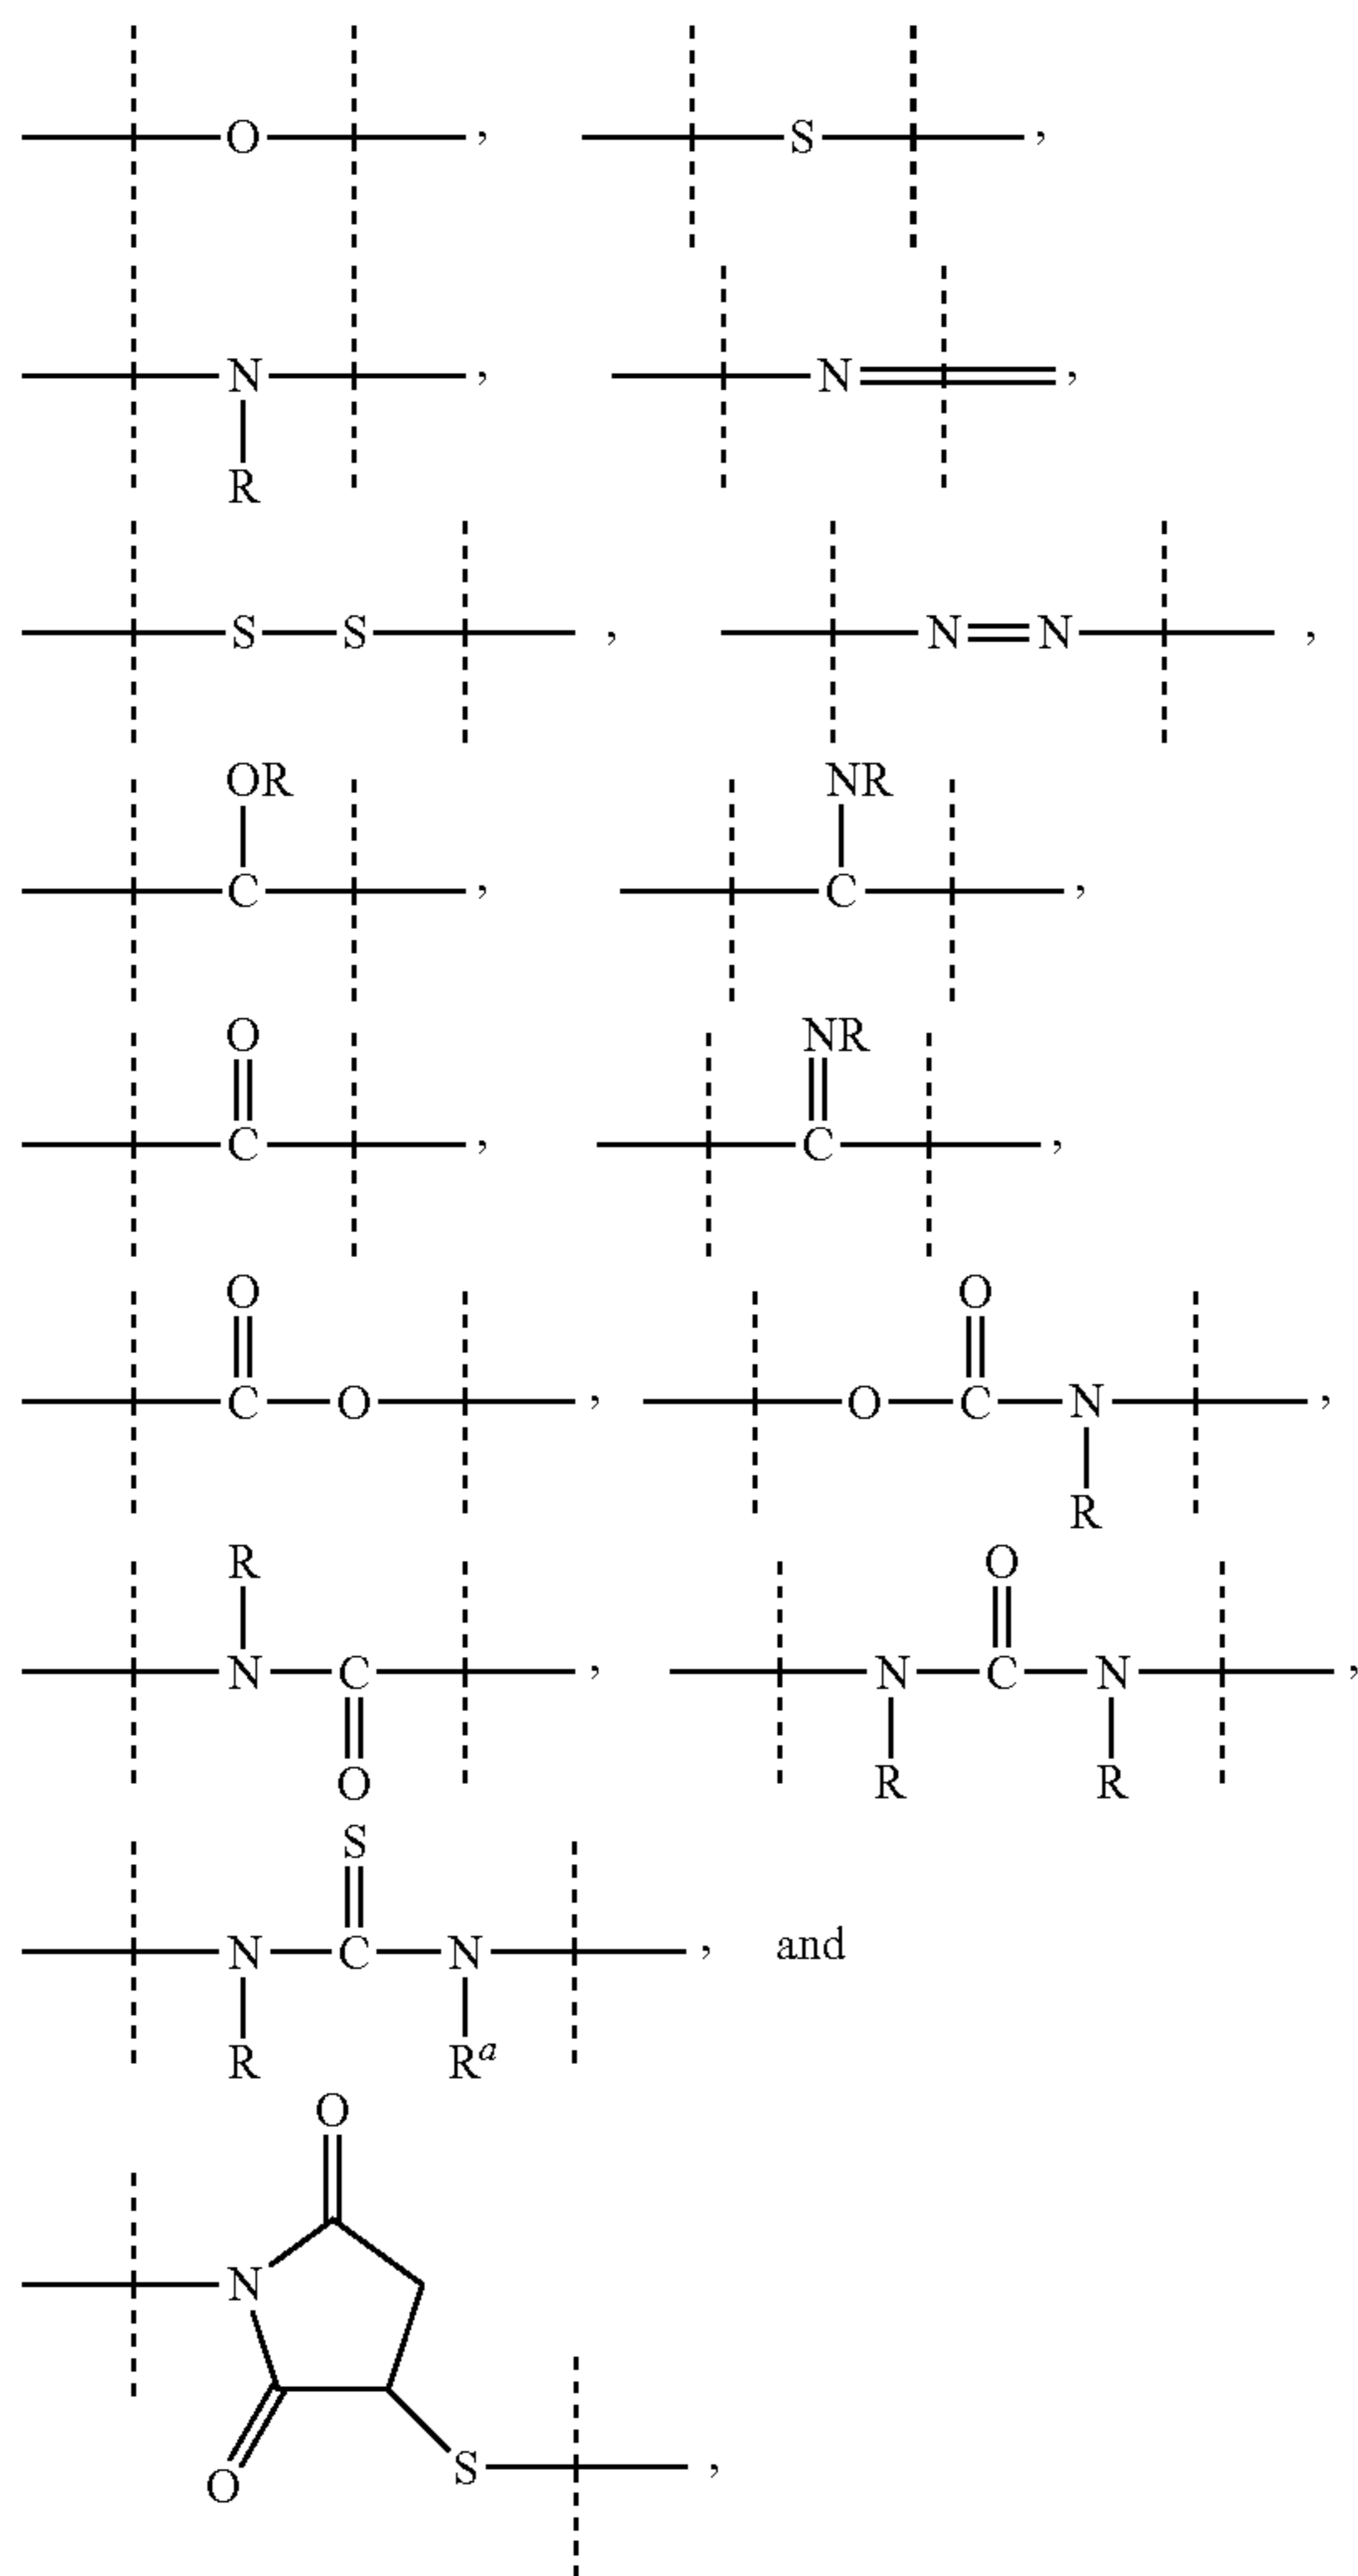 O , S ,
N , N ,
R
S S , N N ,
OR NR
C , C ,
O NR
C , C ,
O O
C O , O C N ,
R
R O
N C , N C N ,
O R R
S
N C N , and
R Rᵃ
O
N
S ,
O